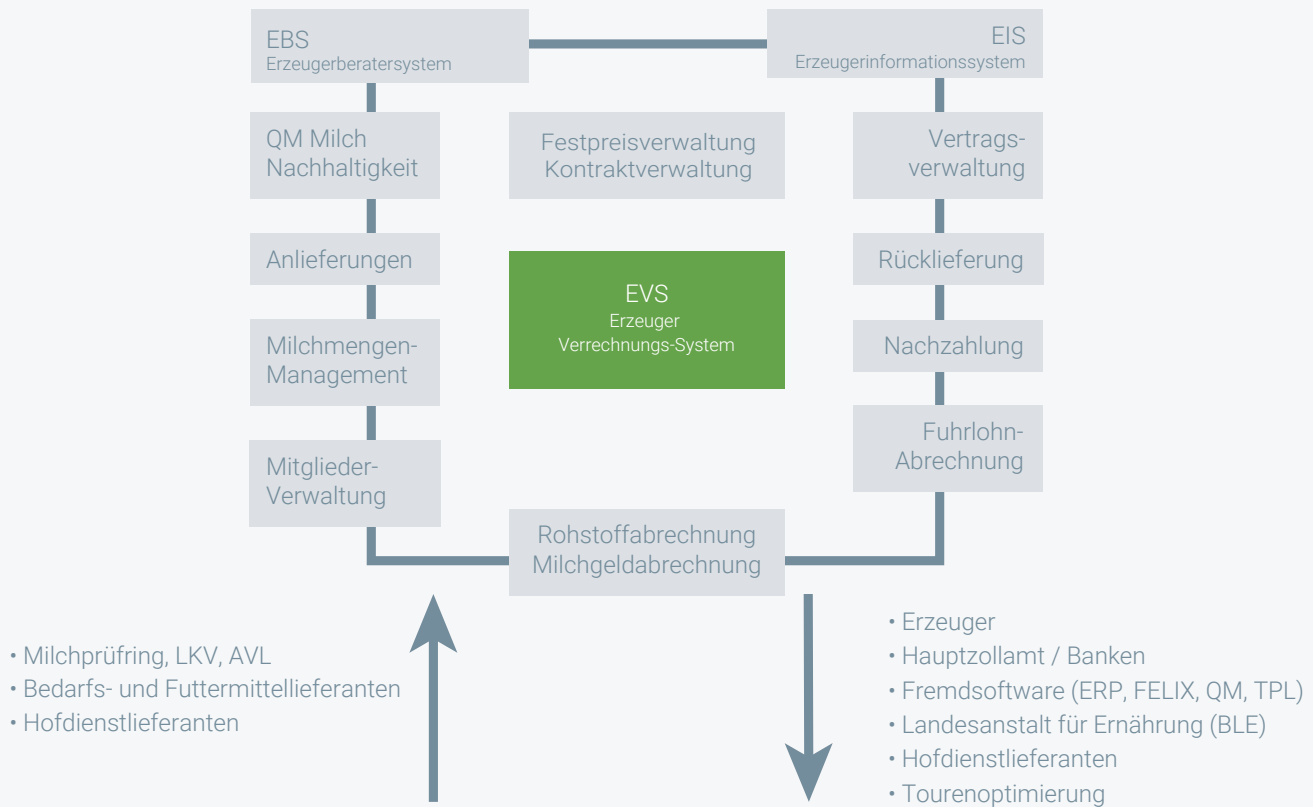 EBS
Erzeugerberatersystem
EIS
Erzeugerinformationssystem
QM Milch
Nachhaltigkeit
Festpreisverwaltung
Kontraktverwaltung
Vertrags-
verwaltung
Anlieferungen
EVS
Erzeuger
Verrechnungs-System
Rücklieferung
Milchmengen-
Management
Nachzahlung
Mitglieder-
Verwaltung
Fuhrlohn-
Abrechnung
Rohstoffabrechnung
Milchgeldabrechnung
• Milchprüfring, LKV, AVL
• Bedarfs- und Futtermittellieferanten
• Hofdienstlieferanten
• Erzeuger
• Hauptzollamt / Banken
• Fremdsoftware (ERP, FELIX, QM, TPL)
• Landesanstalt für Ernährung (BLE)
• Hofdienstlieferanten
• Tourenoptimierung